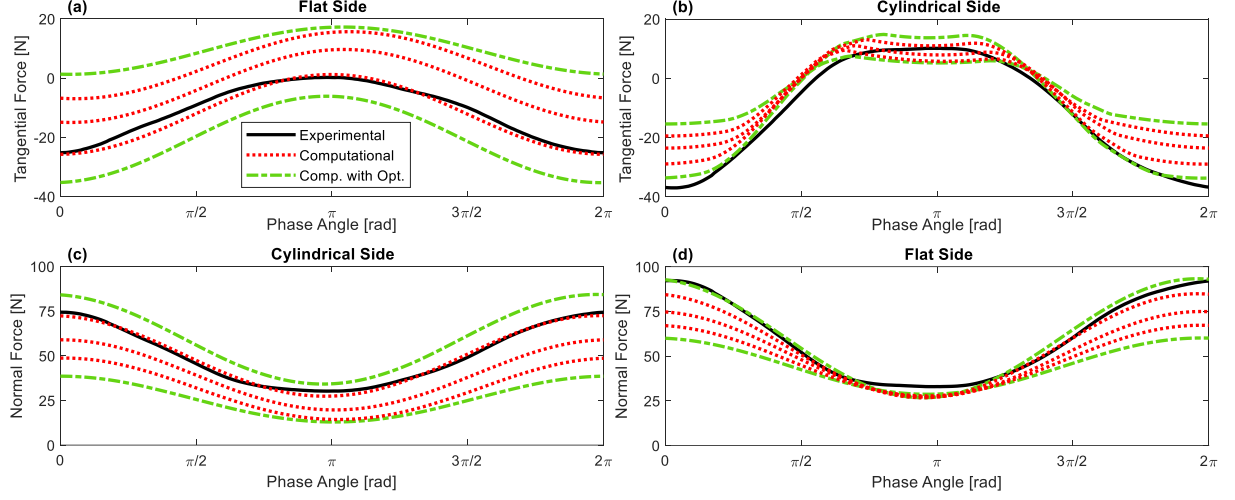 (a) Flat Side
20
0
-20
-40
Tangential Force [N]
Experimental
Computational
Comp. with Opt.
0 π/2 π 3π/2 2π
Phase Angle [rad]
(b) Cylindrical Side
20
0
-20
-40
Tangential Force [N]
0 π/2 π 3π/2 2π
Phase Angle [rad]
(c) Cylindrical Side
100
75
50
25
0
Normal Force [N]
0 π/2 π 3π/2 2π
Phase Angle [rad]
(d) Flat Side
100
75
50
25
0
Normal Force [N]
0 π/2 π 3π/2 2π
Phase Angle [rad]